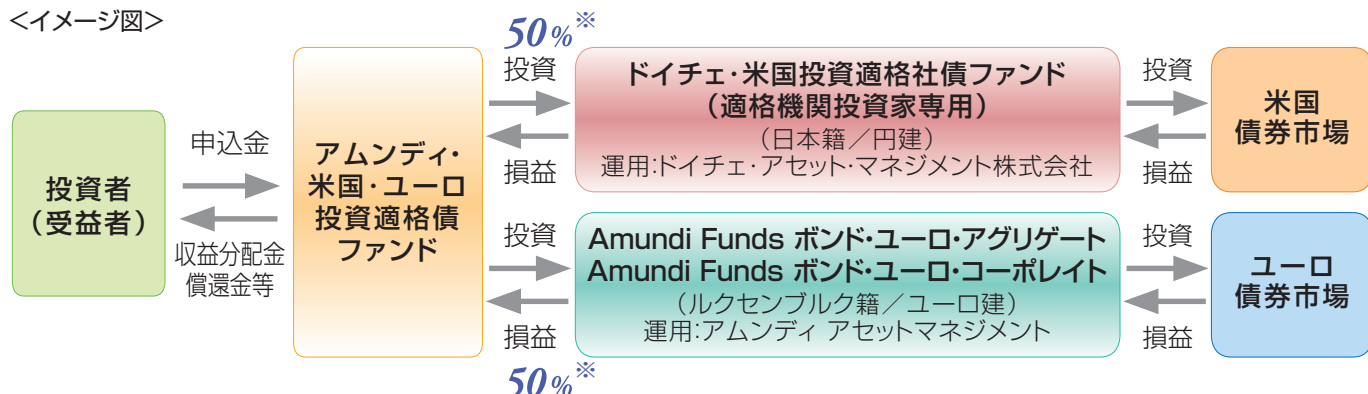 <イメージ図>
投資者
（受益者）
申込金
収益分配金
償還金等
アムンディ・
米国・ユーロ
投資適格債
ファンド
50%※
投資
損益
ドイチェ・米国投資適格社債ファンド
（適格機関投資家専用）
（日本籍／円建）
運用:ドイチェ・アセット・マネジメント株式会社
投資
損益
米国
債券市場
投資
損益
50%※
Amundi Funds ボンド・ユーロ・アグリゲート
Amundi Funds ボンド・ユーロ・コーポレイト
（ルクセンブルク籍／ユーロ建）
運用:アムンディ アセットマネジメント
投資
損益
ユーロ
債券市場